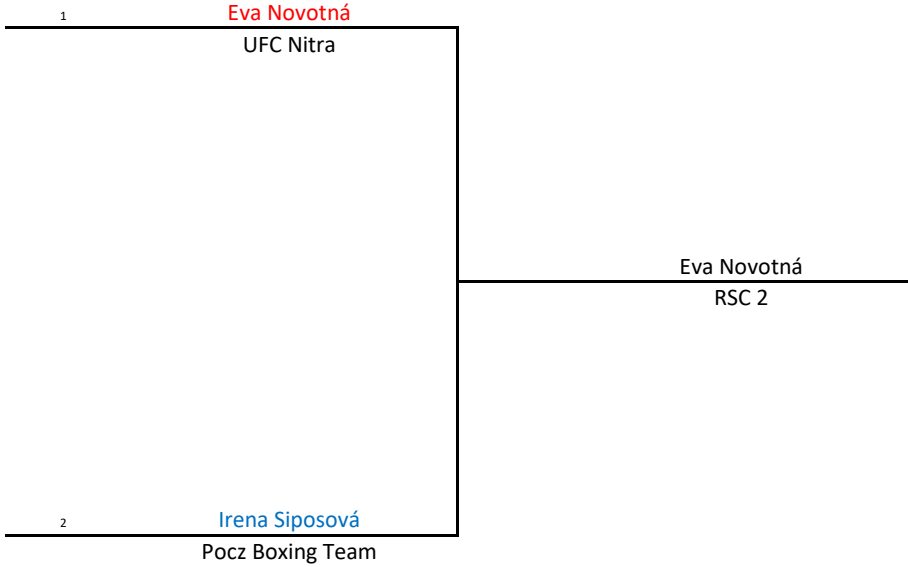 1 Eva Novotná
UFC Nitra
Eva Novotná
RSC 2
2 Irena Siposová
Pocz Boxing Team